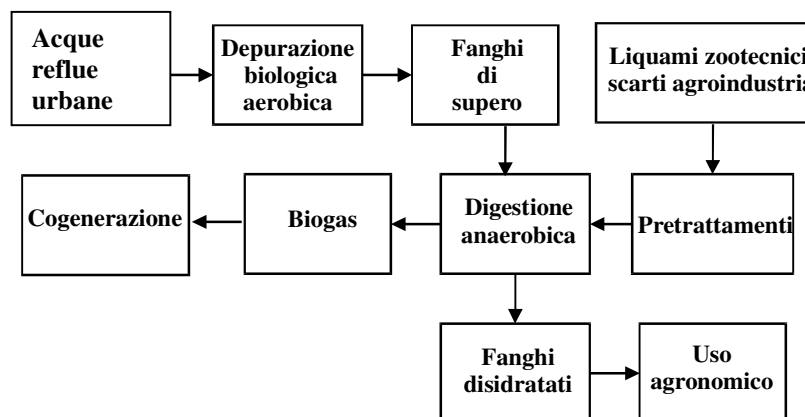 Acque
reflue
urbane
Depurazione
biologica
aerobica
Fanghi
di
supero
Liquami zootecnici
scarti agroindustria
Cogenerazione
Biogas
Digestione
anaerobica
Pretrattamenti
Fanghi
disidratati
Uso
agronomico